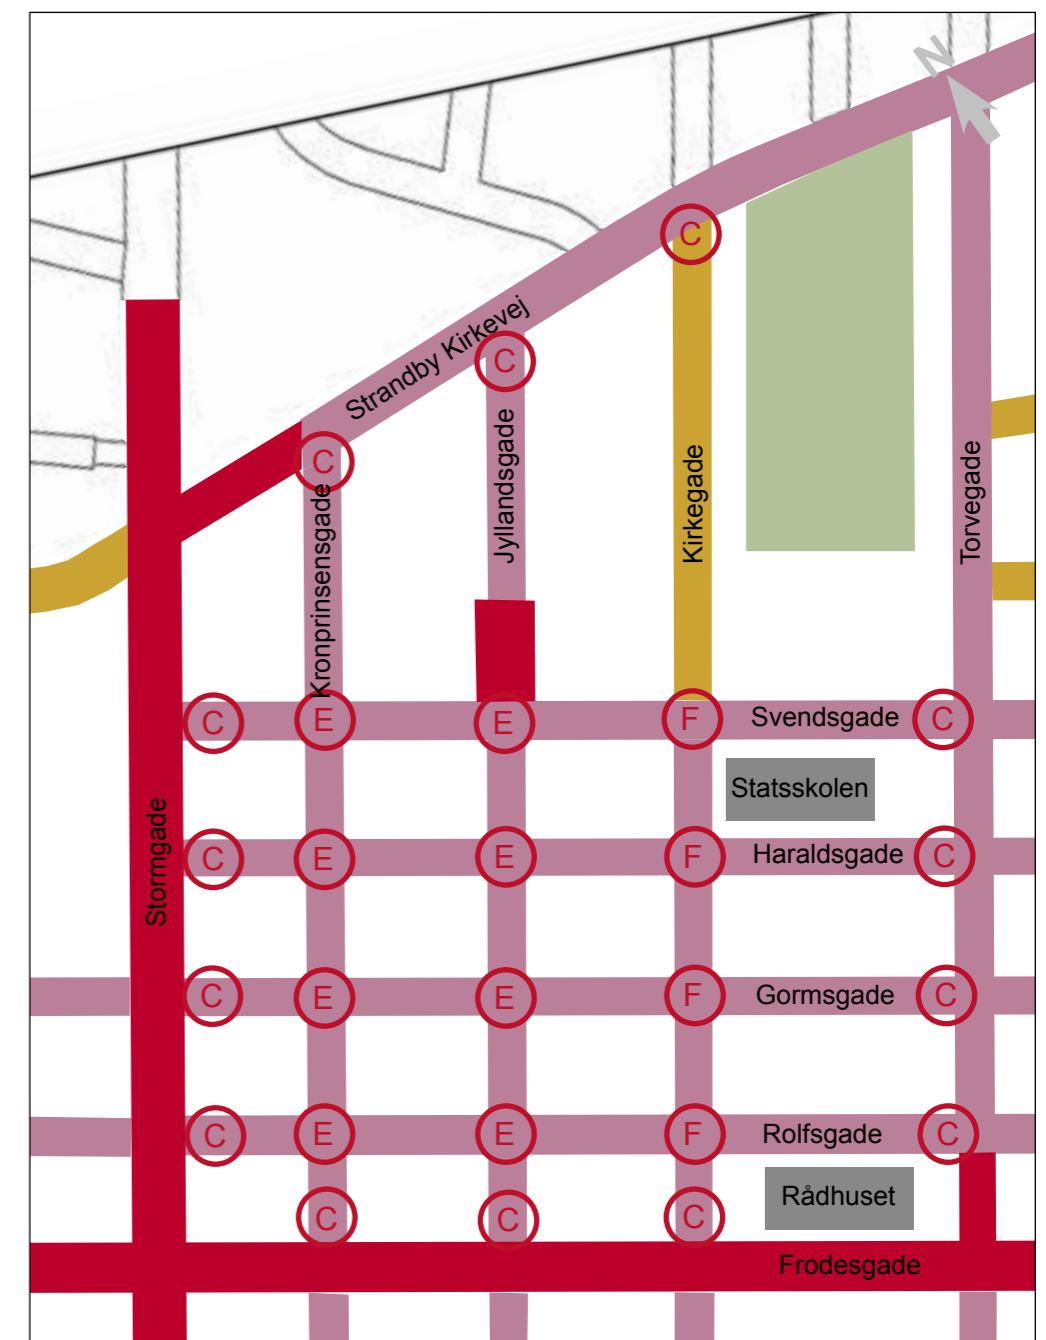 N
C
Strandby Kirkevej
C
C
Kronprinsensgade
Jyllandsgade
Kirkegade
Torvegade
C
E
E
F
Svendsgade
C
Statsskolen
Stormgade
C
E
E
F
Haraldsgade
C
C
E
E
F
Gormsgade
C
C
E
E
F
Rolfsgade
C
Rådhuset
C
C
C
Frodesgade